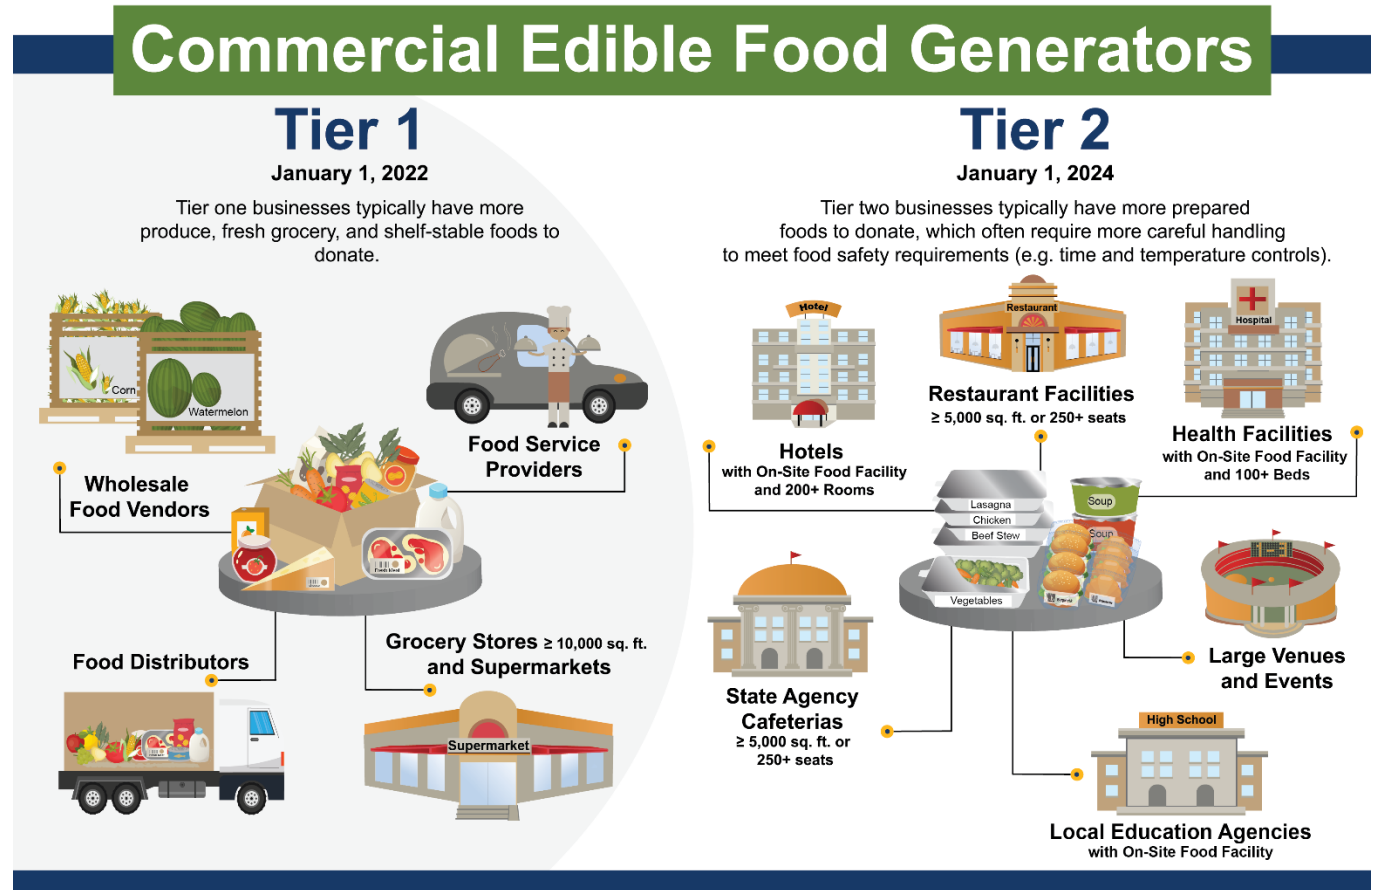 Commercial Edible Food Generators
Tier 1
January 1, 2022
Tier one businesses typically have more
produce, fresh grocery, and shelf-stable foods to
donate.
Corn
Watermelon
Wholesale
Food Vendors
Food Service
Providers
Fresh Meat
Food Distributors
Grocery Stores ≥ 10,000 sq. ft.
and Supermarkets
Supermarket
Tier 2
January 1, 2024
Tier two businesses typically have more prepared
foods to donate, which often require more careful handling
to meet food safety requirements (e.g. time and temperature controls).
Hotel
Hotels
with On-Site Food Facility
and 200+ Rooms
Restaurant
Restaurant Facilities
≥ 5,000 sq. ft. or 250+ seats
Hospital
Health Facilities
with On-Site Food Facility
and 100+ Beds
Lasagna
Chicken
Beef Stew
Vegetables
Soup
Soup
State Agency
Cafeterias
≥ 5,000 sq. ft. or
250+ seats
Large Venues
and Events
High School
Local Education Agencies
with On-Site Food Facility